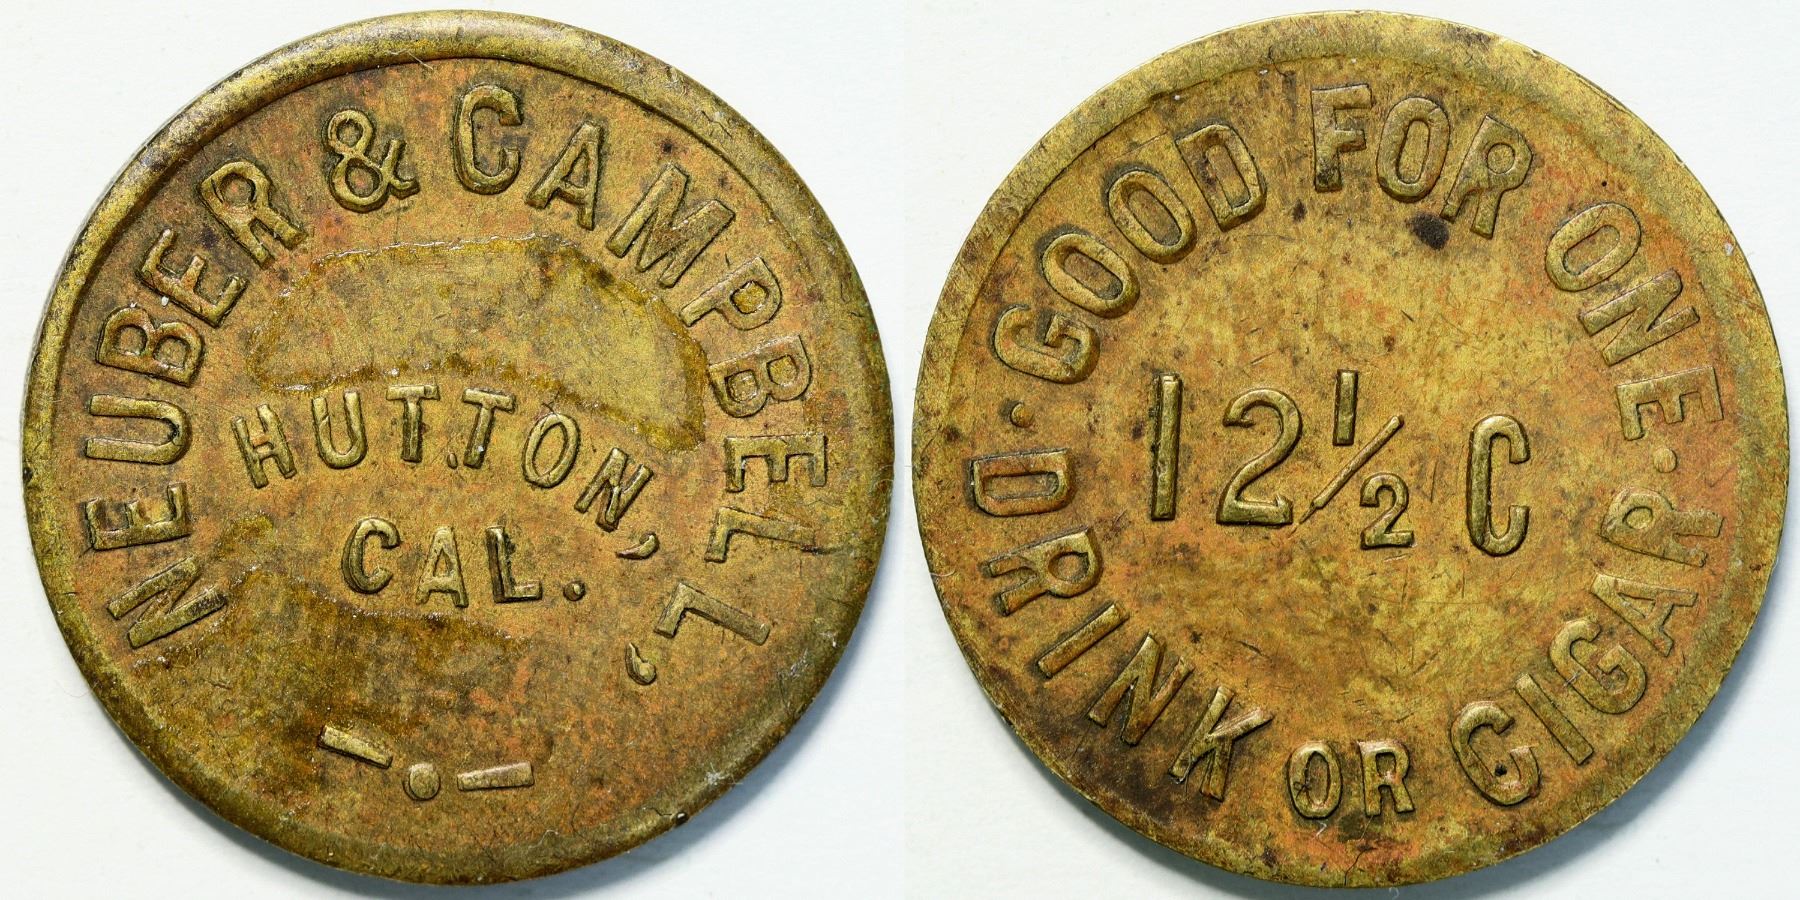 NEUBER & CAMPBELL,
HUTTON,
CAL.
GOOD FOR ONE
12½ C
DRINK OR CIGAR